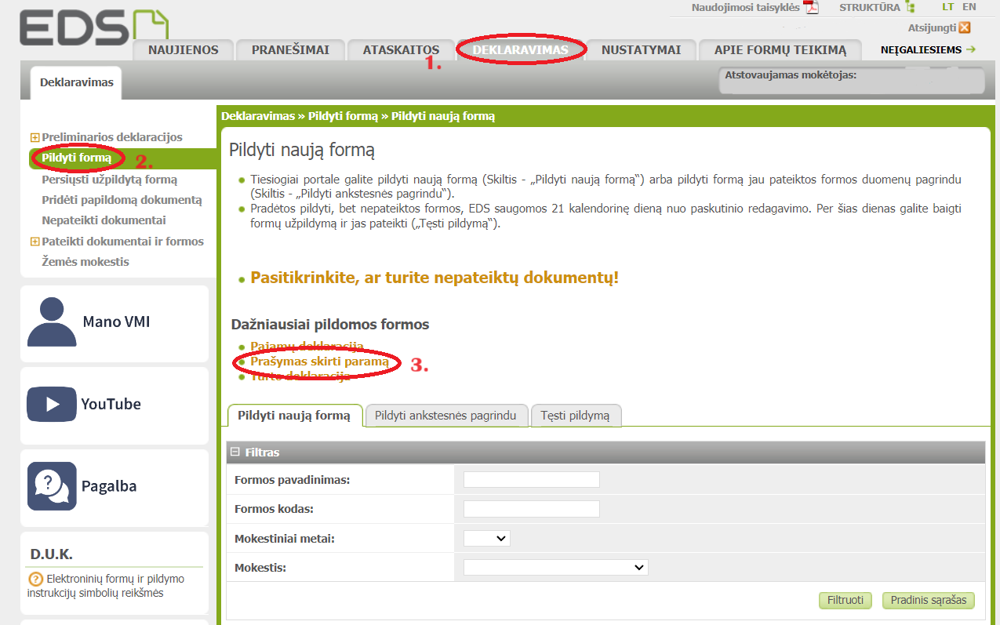 Naudojimosi taisyklės STRUKTŪRA LT EN
EDS
Atsijungti
NAUJIENOS PRANEŠIMAI ATASKAITOS DEKLARAVIMAS NUSTATYMAI APIE FORMŲ TEIKIMĄ NEĮGALIESIEMS
1.
Deklaravimas
Atstovaujamas mokėtojas:
Deklaravimas » Pildyti formą » Pildyti naują formą
Preliminarios deklaracijos
Pildyti formą 2.
Persiųsti užpildytą formą
Pridėti papildomą dokumentą
Nepateikti dokumentai
Pateikti dokumentai ir formos
Žemės mokestis
Mano VMI
YouTube
Pagalba
D.U.K.
Elektroninių formų ir pildymo
instrukcijų simbolių reikšmės
Pildyti naują formą
Tiesiogiai portale galite pildyti naują formą (Skiltis - „Pildyti naują formą“) arba pildyti formą jau pateiktos formos duomenų pagrindu
(Skiltis - „Pildyti ankstesnės pagrindu“).
Pradėtos pildyti, bet nepateiktos formos, EDS saugomos 21 kalendorinę dieną nuo paskutinio redagavimo. Per šias dienas galite baigti
formų užpildymą ir jas pateikti („Tęsti pildymą“).
Pasitikrinkite, ar turite nepateiktų dokumentų!
Dažniausiai pildomos formos
Pajamų deklaracija
Prašymas skirti paramą 3.
Turto deklaracija
Pildyti naują formą Pildyti ankstesnės pagrindu Tęsti pildymą
Filtras
Formos pavadinimas:
Formos kodas:
Mokestiniai metai:
Mokestis:
Filtruoti Pradinis sąrašas